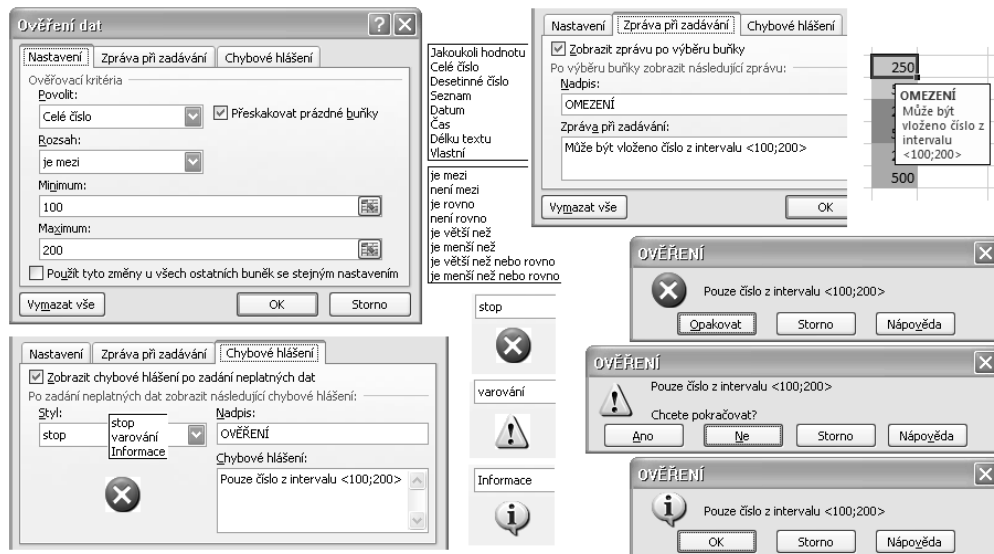 Ověření dat
Nastavení Zpráva při zadávání Chybové hlášení
Ověřovací kritéria
Povolit:
Celé číslo
Přeskakovat prázdné buňky
Rozsah:
je mezi
Minimum:
100
Maximum:
200
Použít tyto změny u všech ostatních buněk se stejným nastavením
Vymazat vše OK Storno
Jakoukoli hodnotu
Celé číslo
Desetinné číslo
Seznam
Datum
Čas
Délku textu
Vlastní
je mezi
není mezi
je rovno
není rovno
je větší než
je menší než
je větší než nebo rovno
je menší než nebo rovno
Nastavení Zpráva při zadávání Chybové hlášení
Zobrazit zprávu po výběru buňky
Po výběru buňky zobrazit následující zprávu:
Nadpis:
OMEZENÍ
Zpráva při zadávání:
Může být vloženo číslo z intervalu <100;200>
Vymazat vše OK
250
OMEZENÍ
Může být
vloženo číslo z
intervalu
<100;200>
500
Nastavení Zpráva při zadávání Chybové hlášení
Zobrazit chybové hlášení po zadání neplatných dat
Po zadání neplatných dat zobrazit následující chybové hlášení:
Styl:
stop
stop
varování
Informace
Nadpis:
OVĚŘENÍ
Chybové hlášení:
Pouze číslo z intervalu <100;200>
stop
varování
Informace
OVĚŘENÍ
Pouze číslo z intervalu <100;200>
Opakovat Storno Nápověda
OVĚŘENÍ
Pouze číslo z intervalu <100;200>
Chcete pokračovat?
Ano Ne Storno Nápověda
OVĚŘENÍ
Pouze číslo z intervalu <100;200>
OK Storno Nápověda